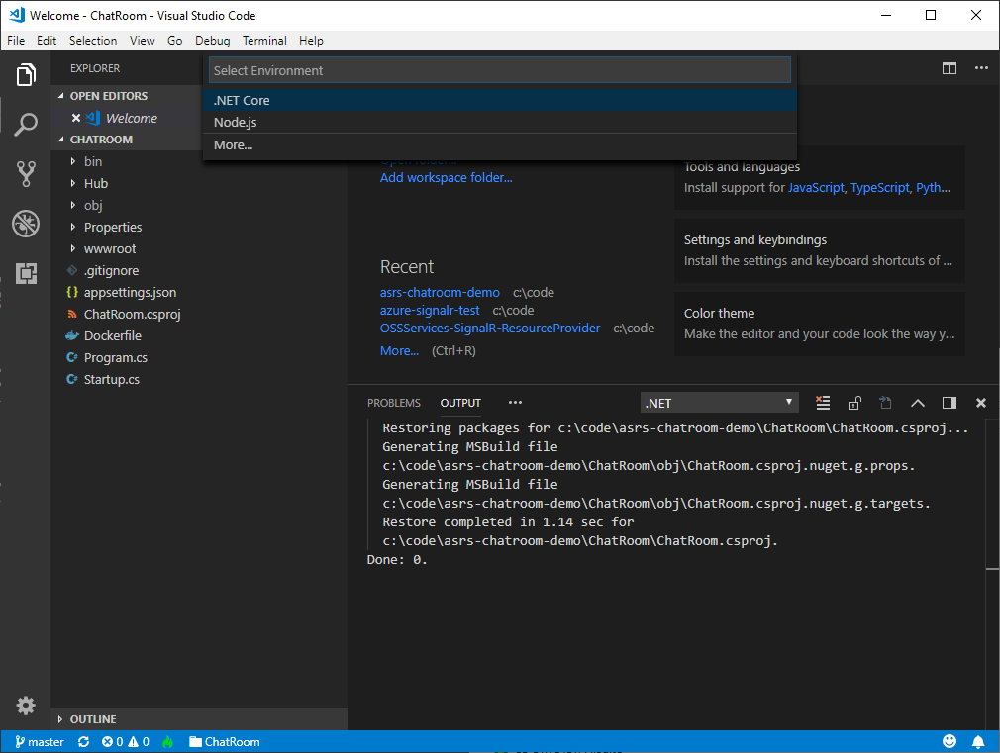 Welcome - ChatRoom - Visual Studio Code
File Edit Selection View Go Debug Terminal Help
EXPLORER
OPEN EDITORS
Welcome
CHATROOM
bin
Hub
obj
Properties
wwwroot
.gitignore
{} appsettings.json
ChatRoom.csproj
Dockerfile
C# Program.cs
C# Startup.cs
OUTLINE
Select Environment
.NET Core
Node.js
More...
Open folder...
Add workspace folder...
Recent
asrs-chatroom-demo c:\code
azure-signalr-test c:\code
OSSServices-SignalR-ResourceProvider c:\code
More... (Ctrl+R)
Tools and languages
Install support for JavaScript, TypeScript, Pyth...
Settings and keybindings
Install the settings and keyboard shortcuts of ...
Color theme
Make the editor and your code look the way y...
PROBLEMS OUTPUT ... .NET
Restoring packages for c:\code\asrs-chatroom-demo\ChatRoom\ChatRoom.csproj...
Generating MSBuild file
c:\code\asrs-chatroom-demo\ChatRoom\obj\ChatRoom.csproj.nuget.g.props.
Generating MSBuild file
c:\code\asrs-chatroom-demo\ChatRoom\obj\ChatRoom.csproj.nuget.g.targets.
Restore completed in 1.14 sec for
c:\code\asrs-chatroom-demo\ChatRoom\ChatRoom.csproj.
Done: 0.
master 0 0 ChatRoom